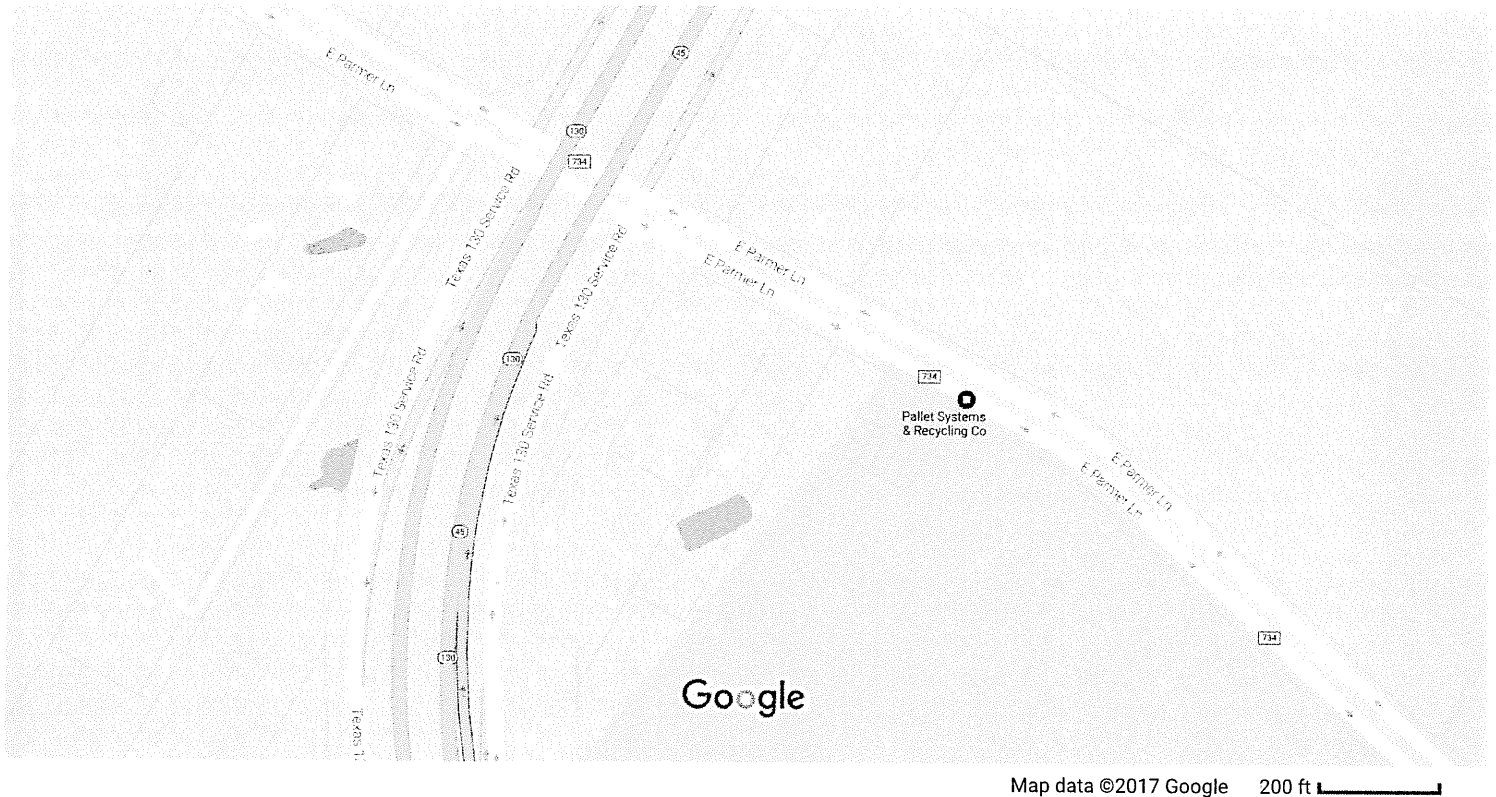 E Parmer Ln
45
130
734
Texas 130 Service Rd
Texas 130 Service Rd
E Parmer Ln
E Parmer Ln
130
734
Texas 130 Service Rd
Texas 130 Service Rd
Pallet Systems
& Recycling Co
E Parmer Ln
E Parmer Ln
45
734
130
Google
Texas 1
Map data ©2017 Google 200 ft